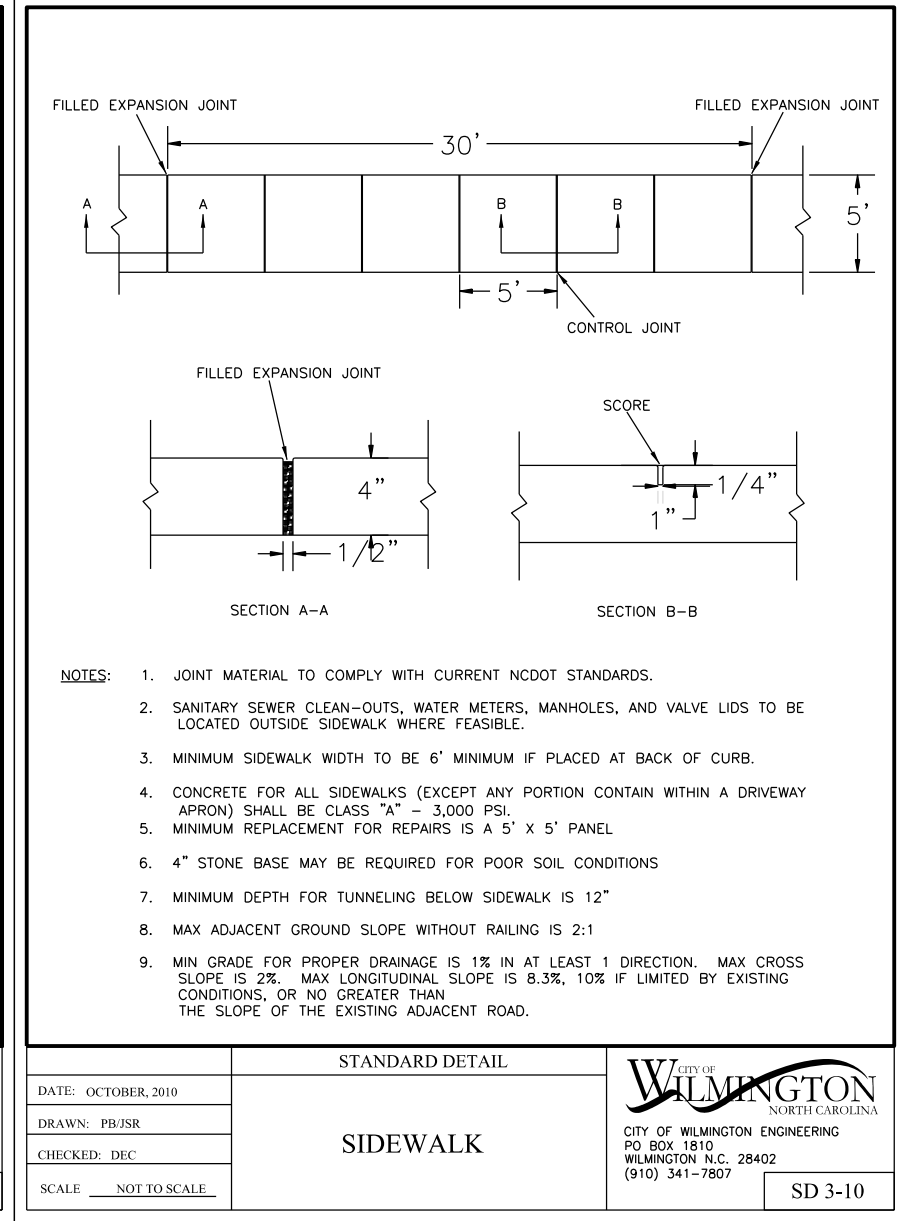 FILLED EXPANSION JOINT
FILLED EXPANSION JOINT
30'
A
A
B
B
5'
5'
CONTROL JOINT
FILLED EXPANSION JOINT
4"
1/2"
SECTION A-A
SCORE
1/4"
1"
SECTION B-B
NOTES:
1. JOINT MATERIAL TO COMPLY WITH CURRENT NCDOT STANDARDS.
2. SANITARY SEWER CLEAN-OUTS, WATER METERS, MANHOLES, AND VALVE LIDS TO BE
LOCATED OUTSIDE SIDEWALK WHERE FEASIBLE.
3. MINIMUM SIDEWALK WIDTH TO BE 6' MINIMUM IF PLACED AT BACK OF CURB.
4. CONCRETE FOR ALL SIDEWALKS (EXCEPT ANY PORTION CONTAIN WITHIN A DRIVEWAY
APRON) SHALL BE CLASS "A" - 3,000 PSI.
5. MINIMUM REPLACEMENT FOR REPAIRS IS A 5' X 5' PANEL
6. 4" STONE BASE MAY BE REQUIRED FOR POOR SOIL CONDITIONS
7. MINIMUM DEPTH FOR TUNNELING BELOW SIDEWALK IS 12"
8. MAX ADJACENT GROUND SLOPE WITHOUT RAILING IS 2:1
9. MIN GRADE FOR PROPER DRAINAGE IS 1% IN AT LEAST 1 DIRECTION. MAX CROSS
SLOPE IS 2%. MAX LONGITUDINAL SLOPE IS 8.3%, 10% IF LIMITED BY EXISTING
CONDITIONS, OR NO GREATER THAN
THE SLOPE OF THE EXISTING ADJACENT ROAD.
STANDARD DETAIL
DATE: OCTOBER, 2010
DRAWN: PB/JSR
CHECKED: DEC
SCALE NOT TO SCALE
SIDEWALK
CITY OF
WILMINGTON
NORTH CAROLINA
CITY OF WILMINGTON ENGINEERING
PO BOX 1810
WILMINGTON N.C. 28402
(910) 341-7807
SD 3-10